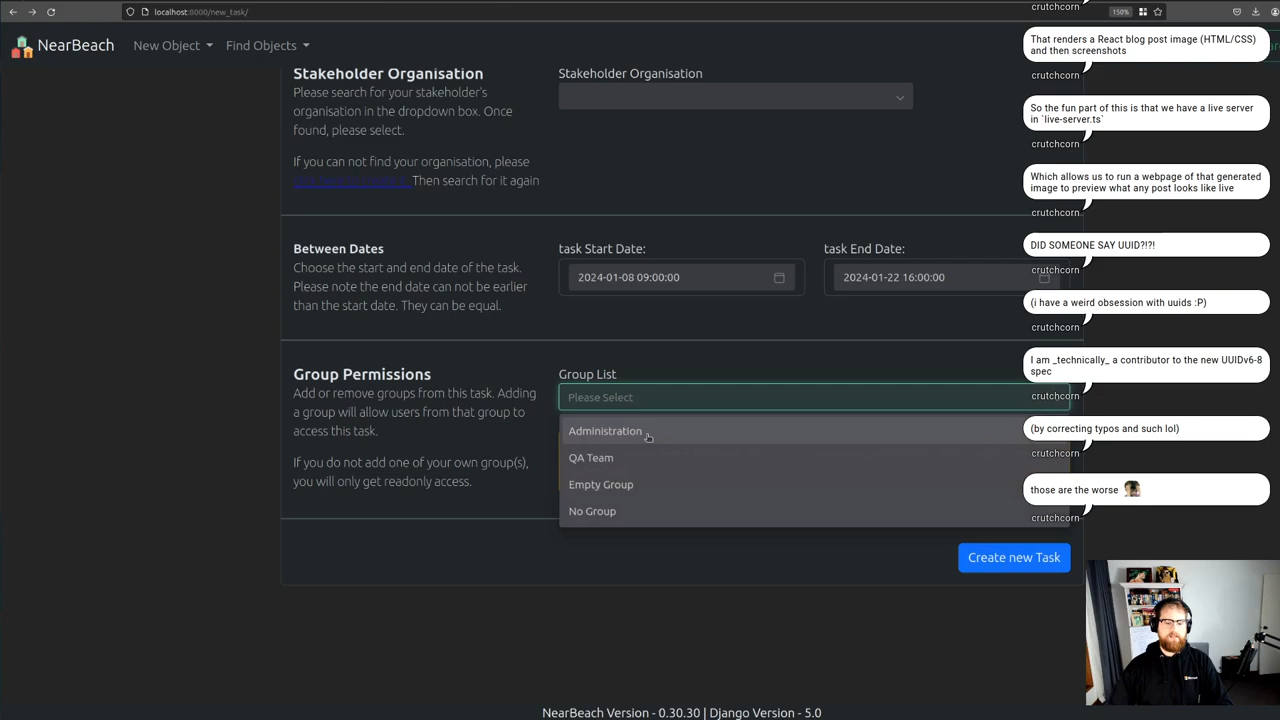 localhost:8000/new_task/
150%
NearBeach
New Object
Find Objects
Stakeholder Organisation
Please search for your stakeholder's
organisation in the dropdown box. Once
found, please select.
If you can not find your organisation, please
Then search for it again
Stakeholder Organisation
Between Dates
Choose the start and end date of the task.
Please note the end date can not be earlier
than the start date. They can be equal.
task Start Date:
2024-01-08 09:00:00
task End Date:
2024-01-22 16:00:00
Group Permissions
Add or remove groups from this task. Adding
a group will allow users from that group to
access this task.
If you do not add one of your own group(s),
you will only get readonly access.
Group List
Please Select
Administration
QA Team
Empty Group
No Group
Create new Task
NearBeach Version - 0.30.30 | Django Version - 5.0
crutchcorn
That renders a React blog post image (HTML/CSS)
and then screenshots
crutchcorn
So the fun part of this is that we have a live server
in `live-server.ts`
crutchcorn
Which allows us to run a webpage of that generated
image to preview what any post looks like live
crutchcorn
DID SOMEONE SAY UUID?!?!
crutchcorn
(i have a weird obsession with uuids :P)
crutchcorn
I am _technically_ a contributor to the new UUIDv6-8
spec
crutchcorn
(by correcting typos and such lol)
crutchcorn
those are the worse
crutchcorn